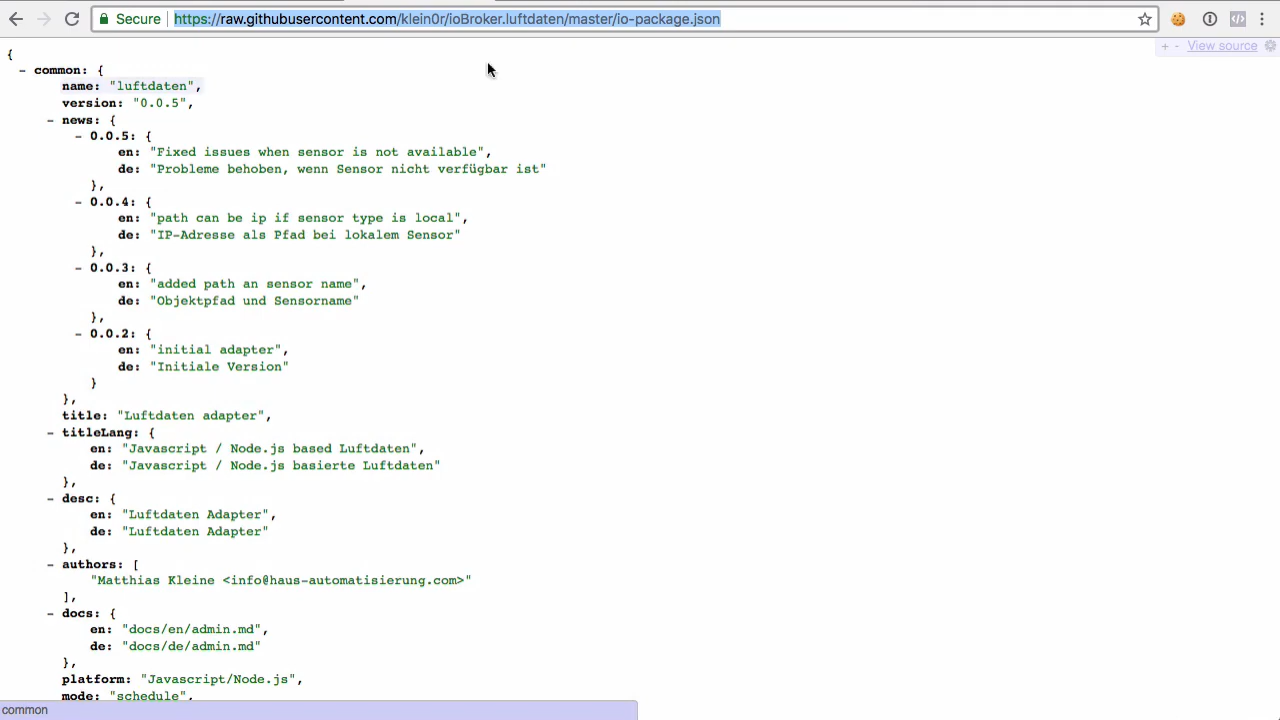 Secure https://raw.githubusercontent.com/klein0r/ioBroker.luftdaten/master/io-package.json
+ - View source
{
- common: {
name: "luftdaten",
version: "0.0.5",
- news: {
- 0.0.5: {
en: "Fixed issues when sensor is not available",
de: "Probleme behoben, wenn Sensor nicht verfügbar ist"
},
- 0.0.4: {
en: "path can be ip if sensor type is local",
de: "IP-Adresse als Pfad bei lokalem Sensor"
},
- 0.0.3: {
en: "added path an sensor name",
de: "Objektpfad und Sensorname"
},
- 0.0.2: {
en: "initial adapter",
de: "Initiale Version"
}
},
title: "Luftdaten adapter",
- titleLang: {
en: "Javascript / Node.js based Luftdaten",
de: "Javascript / Node.js basierte Luftdaten"
},
- desc: {
en: "Luftdaten Adapter",
de: "Luftdaten Adapter"
},
- authors: [
"Matthias Kleine <info@haus-automatisierung.com>"
],
- docs: {
en: "docs/en/admin.md",
de: "docs/de/admin.md"
},
platform: "Javascript/Node.js",
mode: "schedule",
common